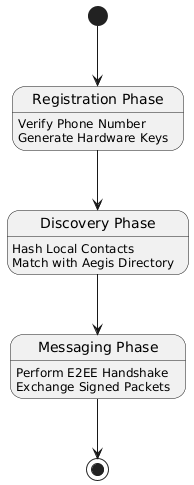 Registration Phase
Verify Phone Number
Generate Hardware Keys
Discovery Phase
Hash Local Contacts
Match with Aegis Directory
Messaging Phase
Perform E2EE Handshake
Exchange Signed Packets